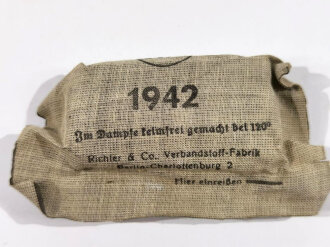 1942
Im Dampfe keimfrei gemacht bei 120°
Richter & Co. Verbandstoff-Fabrik
Berlin-Charlottenburg 2
Hier einreißen